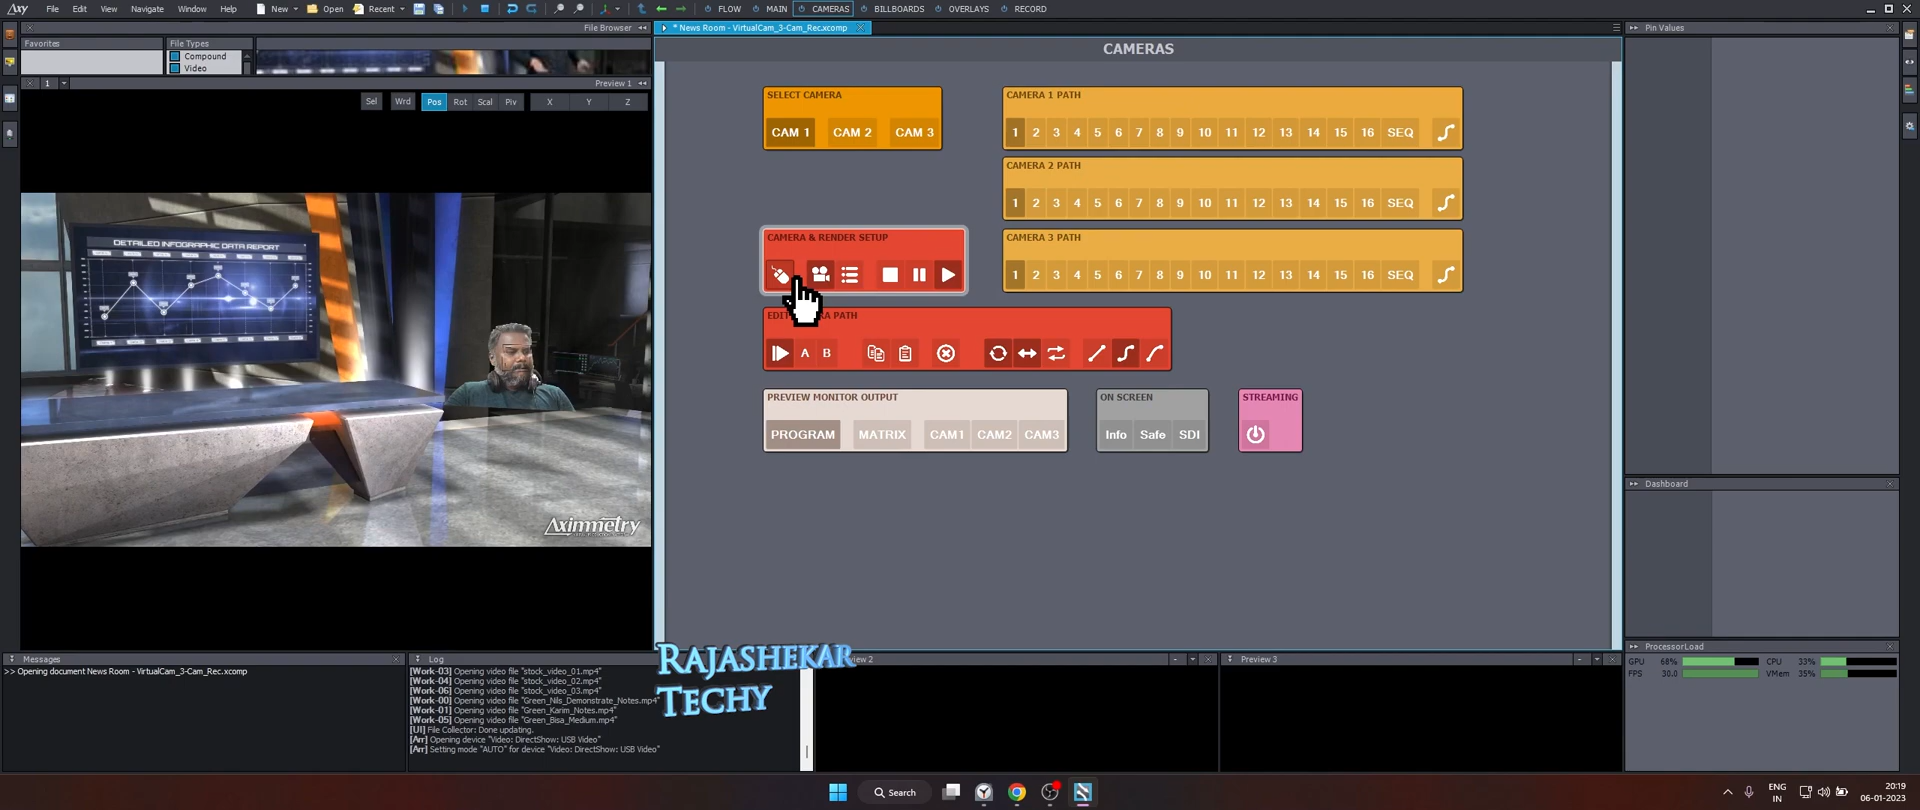 Axy File Edit View Navigate Window Help New Open Recent FLOW MAIN CAMERAS BILLBOARDS OVERLAYS RECORD
File Browser
Favorites
File Types
Compound
Video
1
Preview 1
Sel Wrd Pos Rot Scal Piv X Y Z
DETAILED INFOGRAPHIC DATA REPORT
Aximmetry
* News Room - VirtualCam_3-Cam_Rec.xcomp
CAMERAS
SELECT CAMERA
CAM 1 CAM 2 CAM 3
CAMERA 1 PATH
1 2 3 4 5 6 7 8 9 10 11 12 13 14 15 16 SEQ
CAMERA 2 PATH
1 2 3 4 5 6 7 8 9 10 11 12 13 14 15 16 SEQ
CAMERA & RENDER SETUP
CAMERA 3 PATH
1 2 3 4 5 6 7 8 9 10 11 12 13 14 15 16 SEQ
A PATH
A B
PREVIEW MONITOR OUTPUT
PROGRAM MATRIX CAM1 CAM2 CAM3
ON SCREEN
Info Safe SDI
STREAMING
Pin Values
Dashboard
ProcessorLoad
GPU 68% CPU 33%
FPS 30.0 VMem 35%
Messages
>> Opening document News Room - VirtualCam_3-Cam_Rec.xcomp
Log
[Work-03] Opening video file "stock_video_01.mp4"
[Work-04] Opening video file "stock_video_02.mp4"
[Work-06] Opening video file "stock_video_03.mp4"
[Work-00] Opening video file "Green_Nils_Demonstrate_Notes.mp4"
[Work-01] Opening video file "Green_Karim_Notes.mp4"
[Work-05] Opening video file "Green_Bisa_Medium.mp4"
[UI] File Collector: Done updating.
[Arr] Opening device "Video: DirectShow: USB Video"
[Arr] Setting mode "AUTO" for device "Video: DirectShow: USB Video"
RAJASHEKAR
TECHY
2
Preview 3
Search
ENG
IN
20:19
06-01-2023